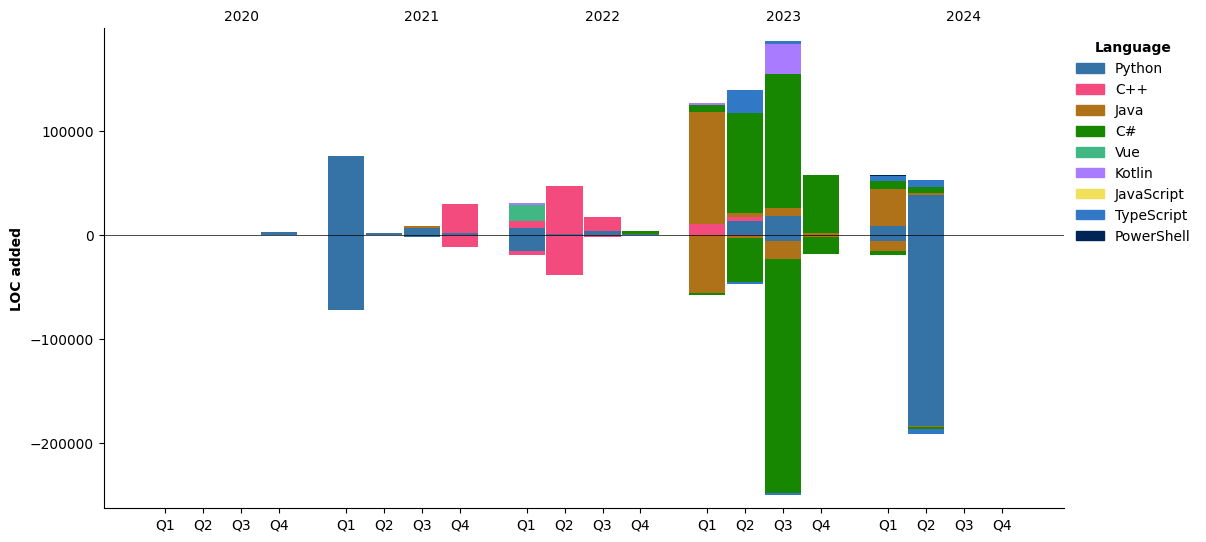 2020 2021 2022 2023 2024
Language
Python
C++
Java
C#
Vue
Kotlin
JavaScript
TypeScript
PowerShell
LOC added
100000
0
−100000
−200000
Q1 Q2 Q3 Q4 Q1 Q2 Q3 Q4 Q1 Q2 Q3 Q4 Q1 Q2 Q3 Q4 Q1 Q2 Q3 Q4